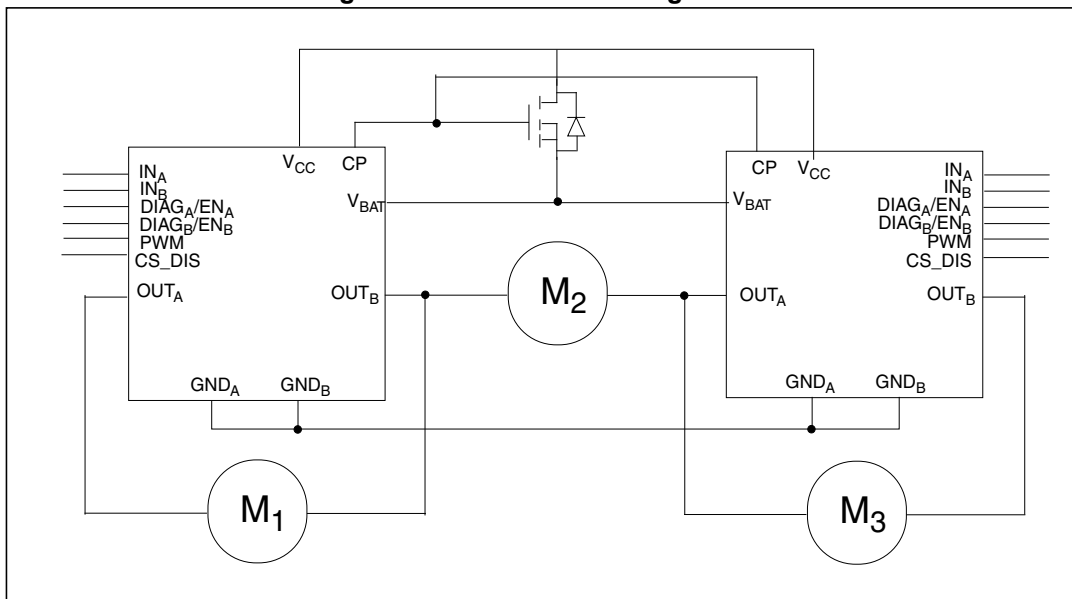 V_CC CP
IN_A
IN_B
DIAG_A/EN_A
DIAG_B/EN_B
PWM
CS_DIS
OUT_A
V_BAT
OUT_B
GND_A GND_B
M_1
M_2
CP V_CC
V_BAT
IN_A
IN_B
DIAG_A/EN_A
DIAG_B/EN_B
PWM
CS_DIS
OUT_A
OUT_B
GND_A GND_B
M_3